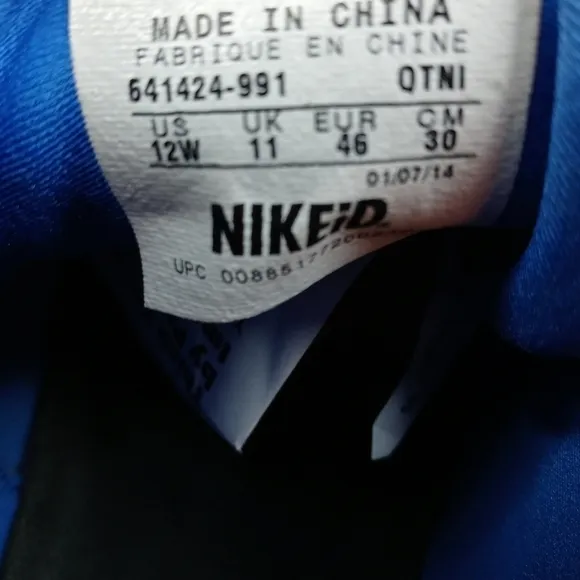 MADE IN CHINA
FABRIQUE EN CHINE
641424-991 QTNI
US UK EUR CM
12W 11 46 30
01/07/14
NIKEiD
UPC